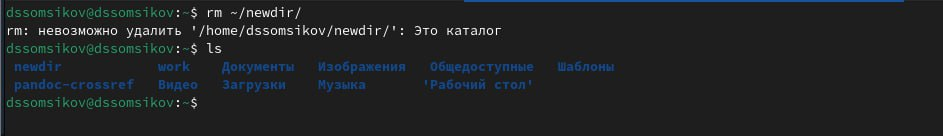 dssomsikov@dssomsikov:~$ rm ~/newdir/
rm: невозможно удалить '/home/dssomsikov/newdir/': Это каталог
dssomsikov@dssomsikov:~$ ls
newdir work Документы Изображения Общедоступные Шаблоны
pandoc-crossref Видео Загрузки Музыка 'Рабочий стол'
dssomsikov@dssomsikov:~$